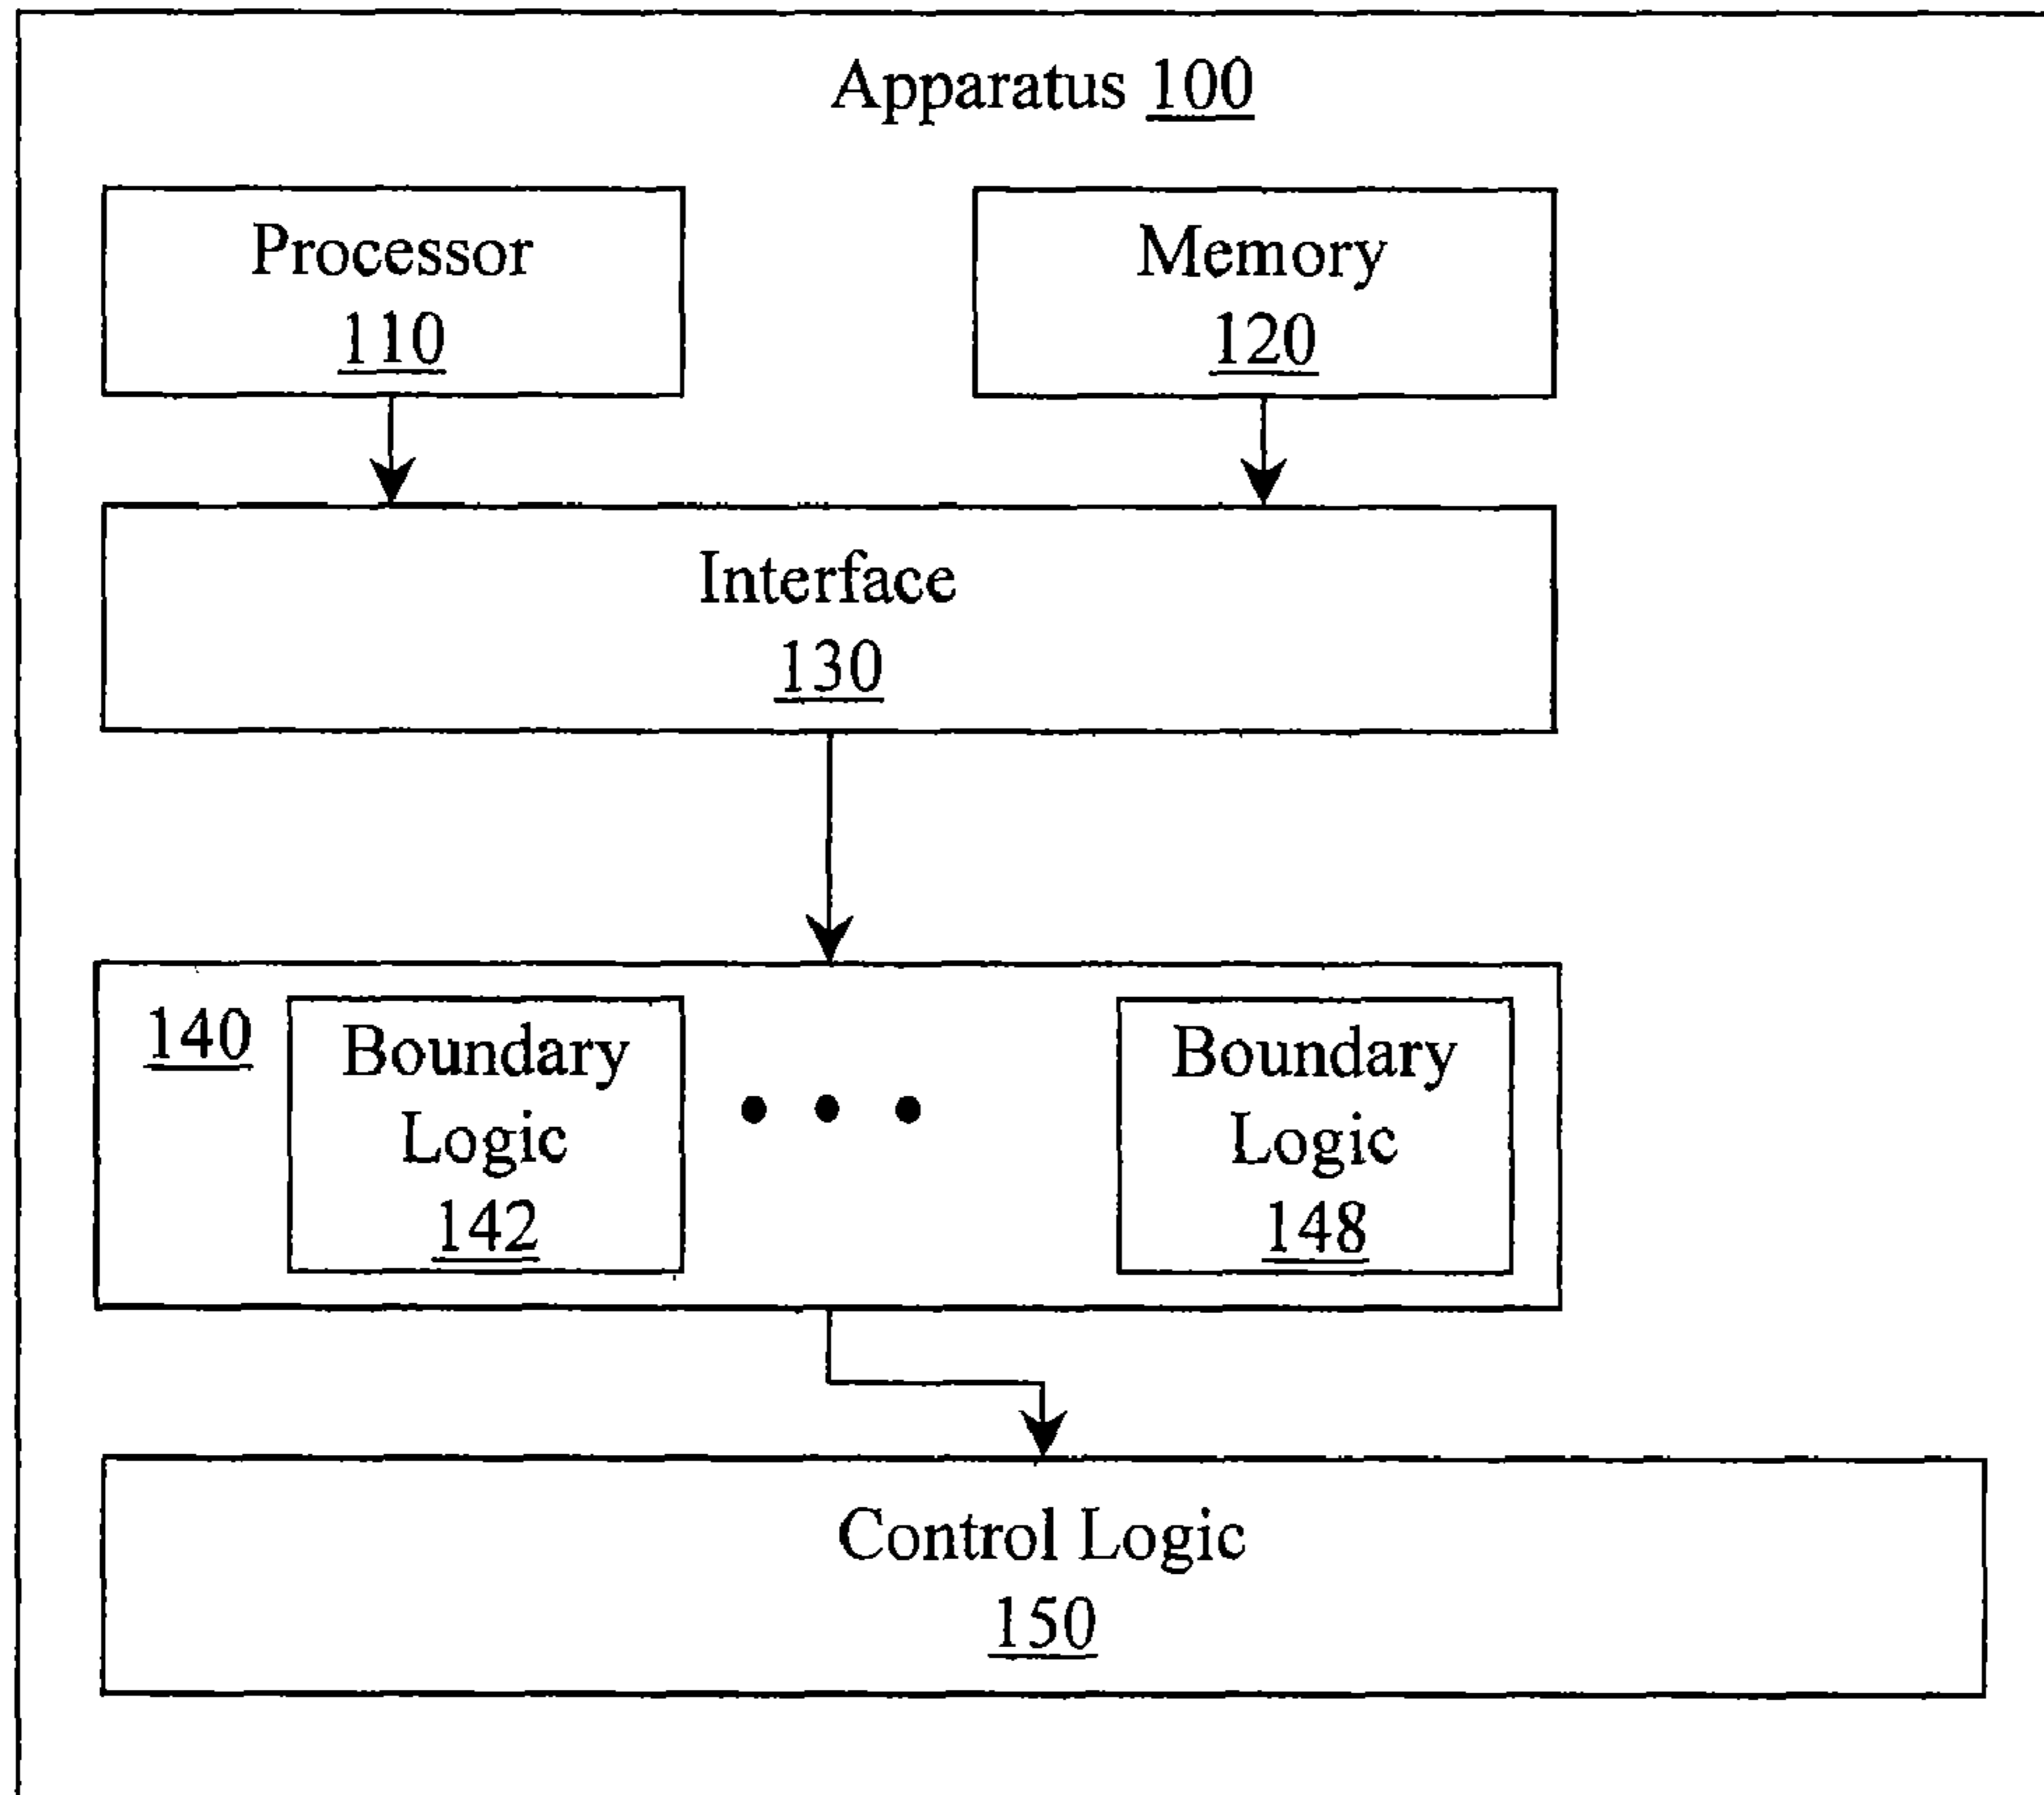 Apparatus 100
Processor
110
Memory
120
Interface
130
140
Boundary
Logic
142
Boundary
Logic
148
Control Logic
150